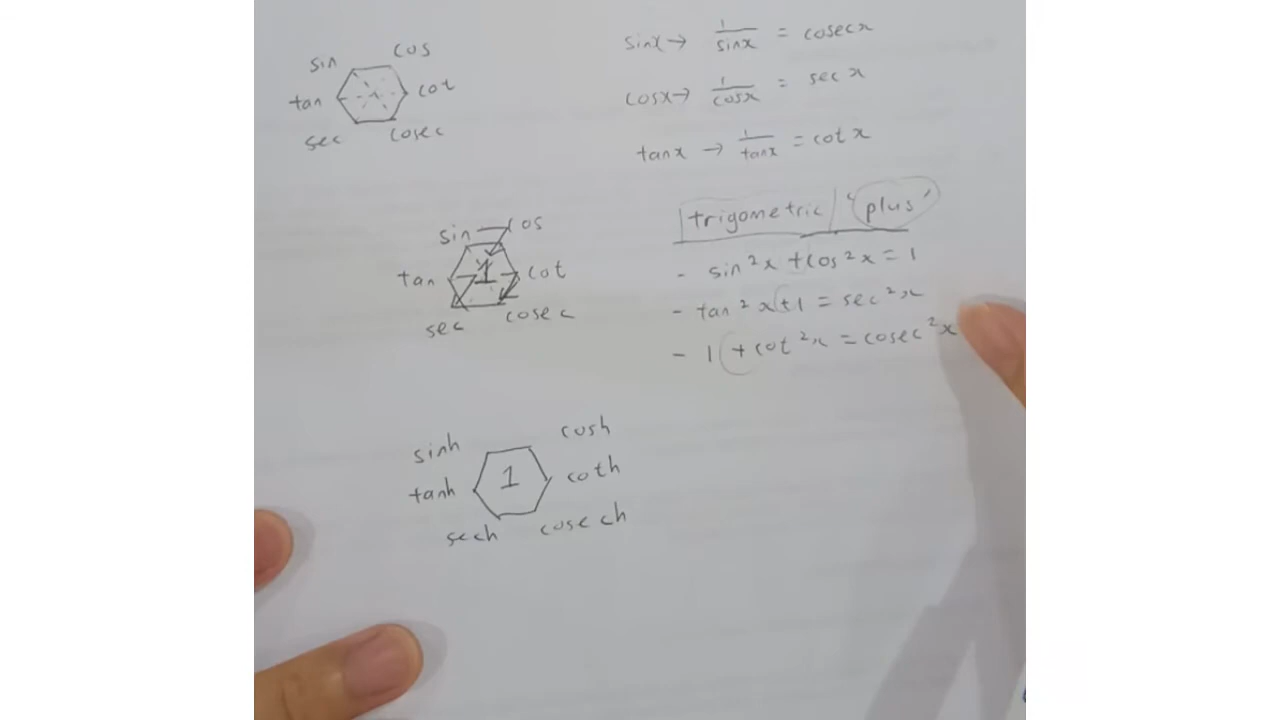 sin cos
tan cot
sec cosec
sinx → 1/sinx = cosecx
cosx → 1/cosx = sec x
tanx → 1/tanx = cot x
trigometric "plus"
- sin²x + cos²x = 1
- tan²x + 1 = sec²x
- 1 + cot²x = cosec²x
sin cos
tan 1 cot
sec cosec
sinh cosh
tanh 1 coth
sech cosech